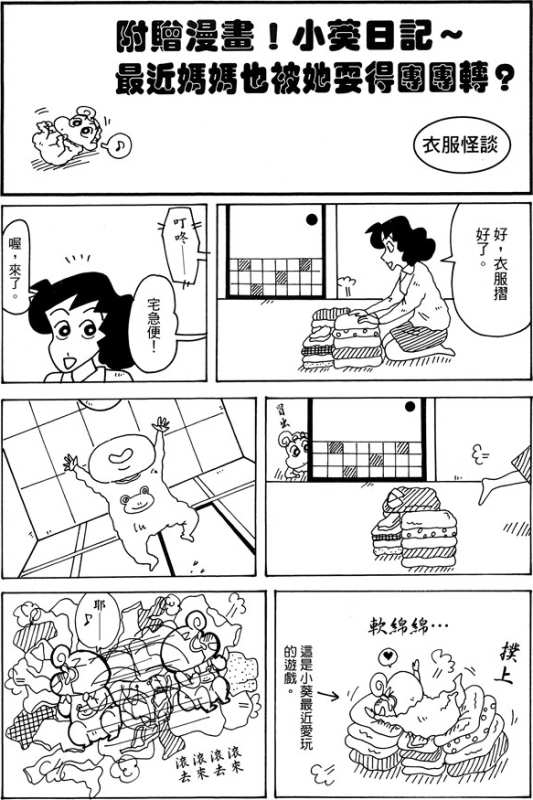 附贈漫畫！小葵日記～
最近媽媽也被她耍得團團轉？
衣服怪談
好，衣服摺
好了。
叮咚——
宅急便！
喔，來了。
冒出
撲上
軟綿綿…
這是小葵最近愛玩
的遊戲。
耶——♪
滾來
滾去
滾來
滾去